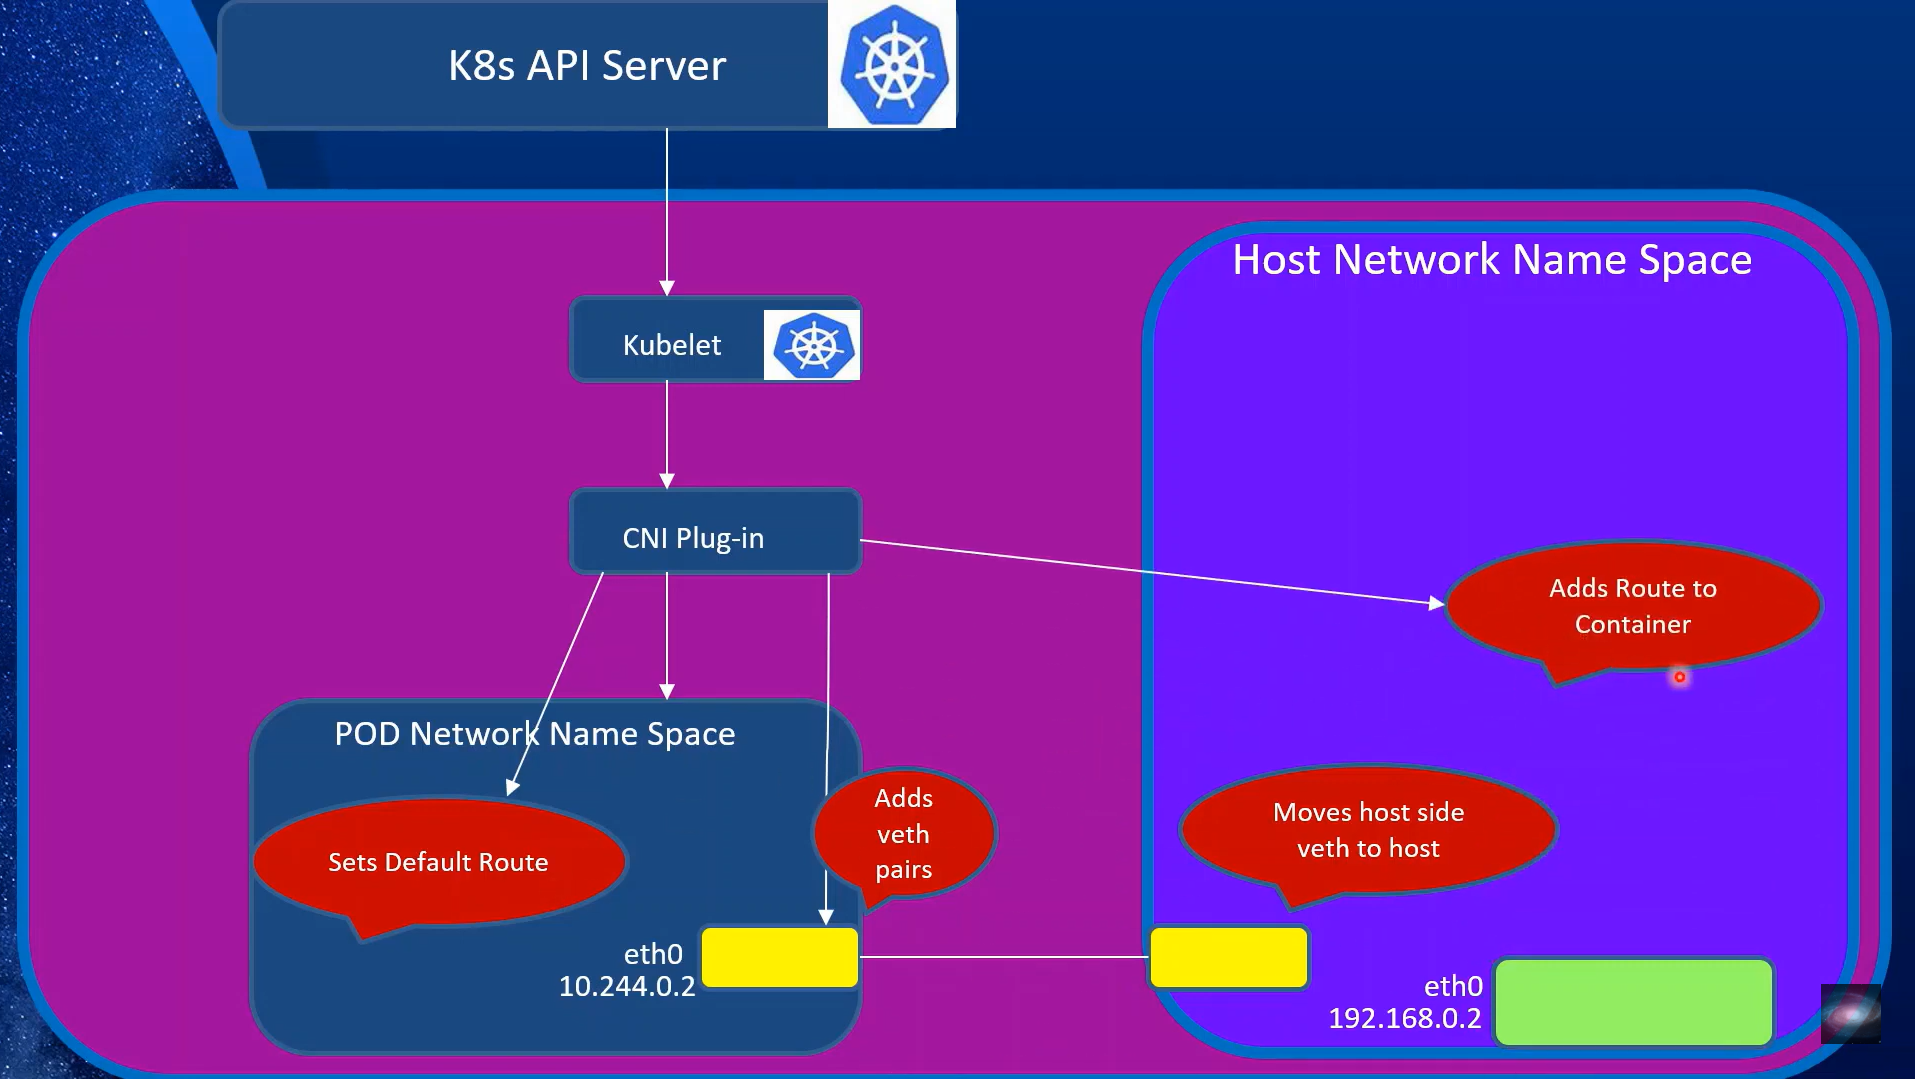 K8s API Server
Host Network Name Space
Kubelet
CNI Plug-in
Adds Route to
Container
POD Network Name Space
Adds
veth
pairs
Moves host side
veth to host
Sets Default Route
eth0
10.244.0.2
eth0
192.168.0.2